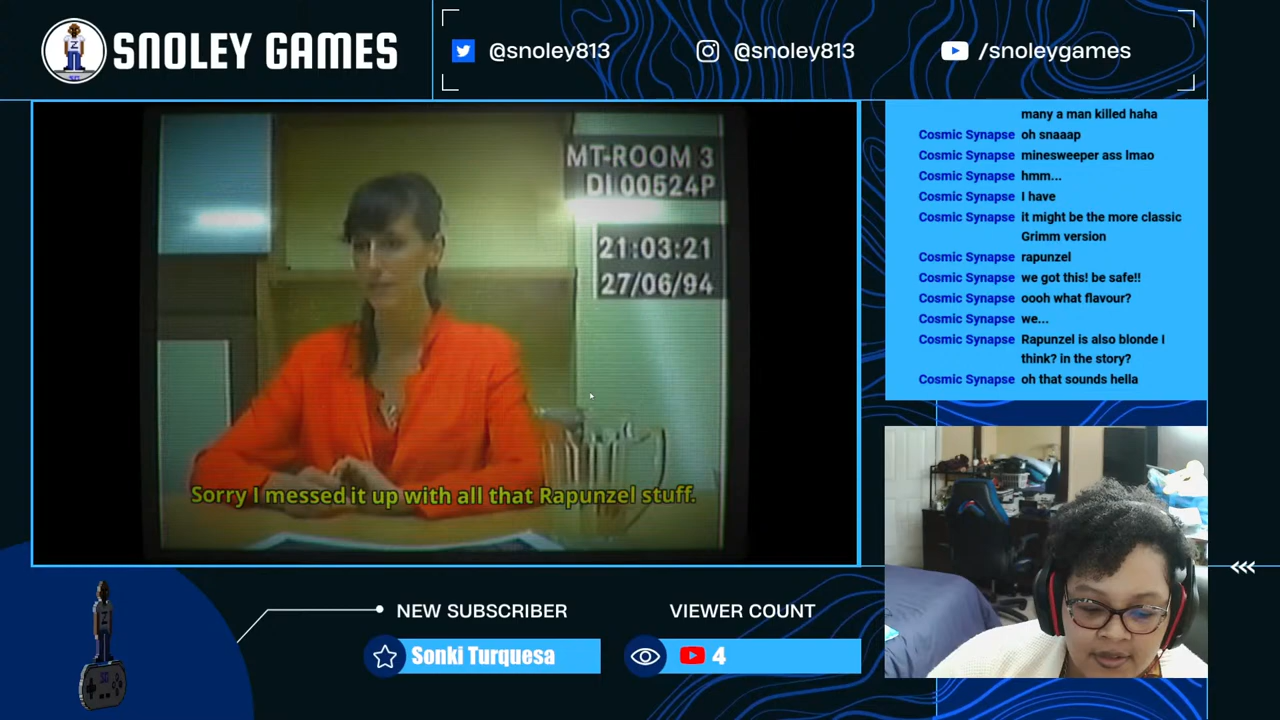 SNOLEY GAMES
@snoley813
@snoley813
/snoleygames
MT-ROOM 3
DI 00524P
21:03:21
27/06/94
Sorry I messed it up with all that Rapunzel stuff.
many a man killed haha
Cosmic Synapse oh snaaap
Cosmic Synapse minesweeper ass lmao
Cosmic Synapse hmm...
Cosmic Synapse I have
Cosmic Synapse it might be the more classic
Grimm version
Cosmic Synapse rapunzel
Cosmic Synapse we got this! be safe!!
Cosmic Synapse oooh what flavour?
Cosmic Synapse we...
Cosmic Synapse Rapunzel is also blonde I
think? in the story?
Cosmic Synapse oh that sounds hella
NEW SUBSCRIBER
Sonki Turquesa
VIEWER COUNT
4